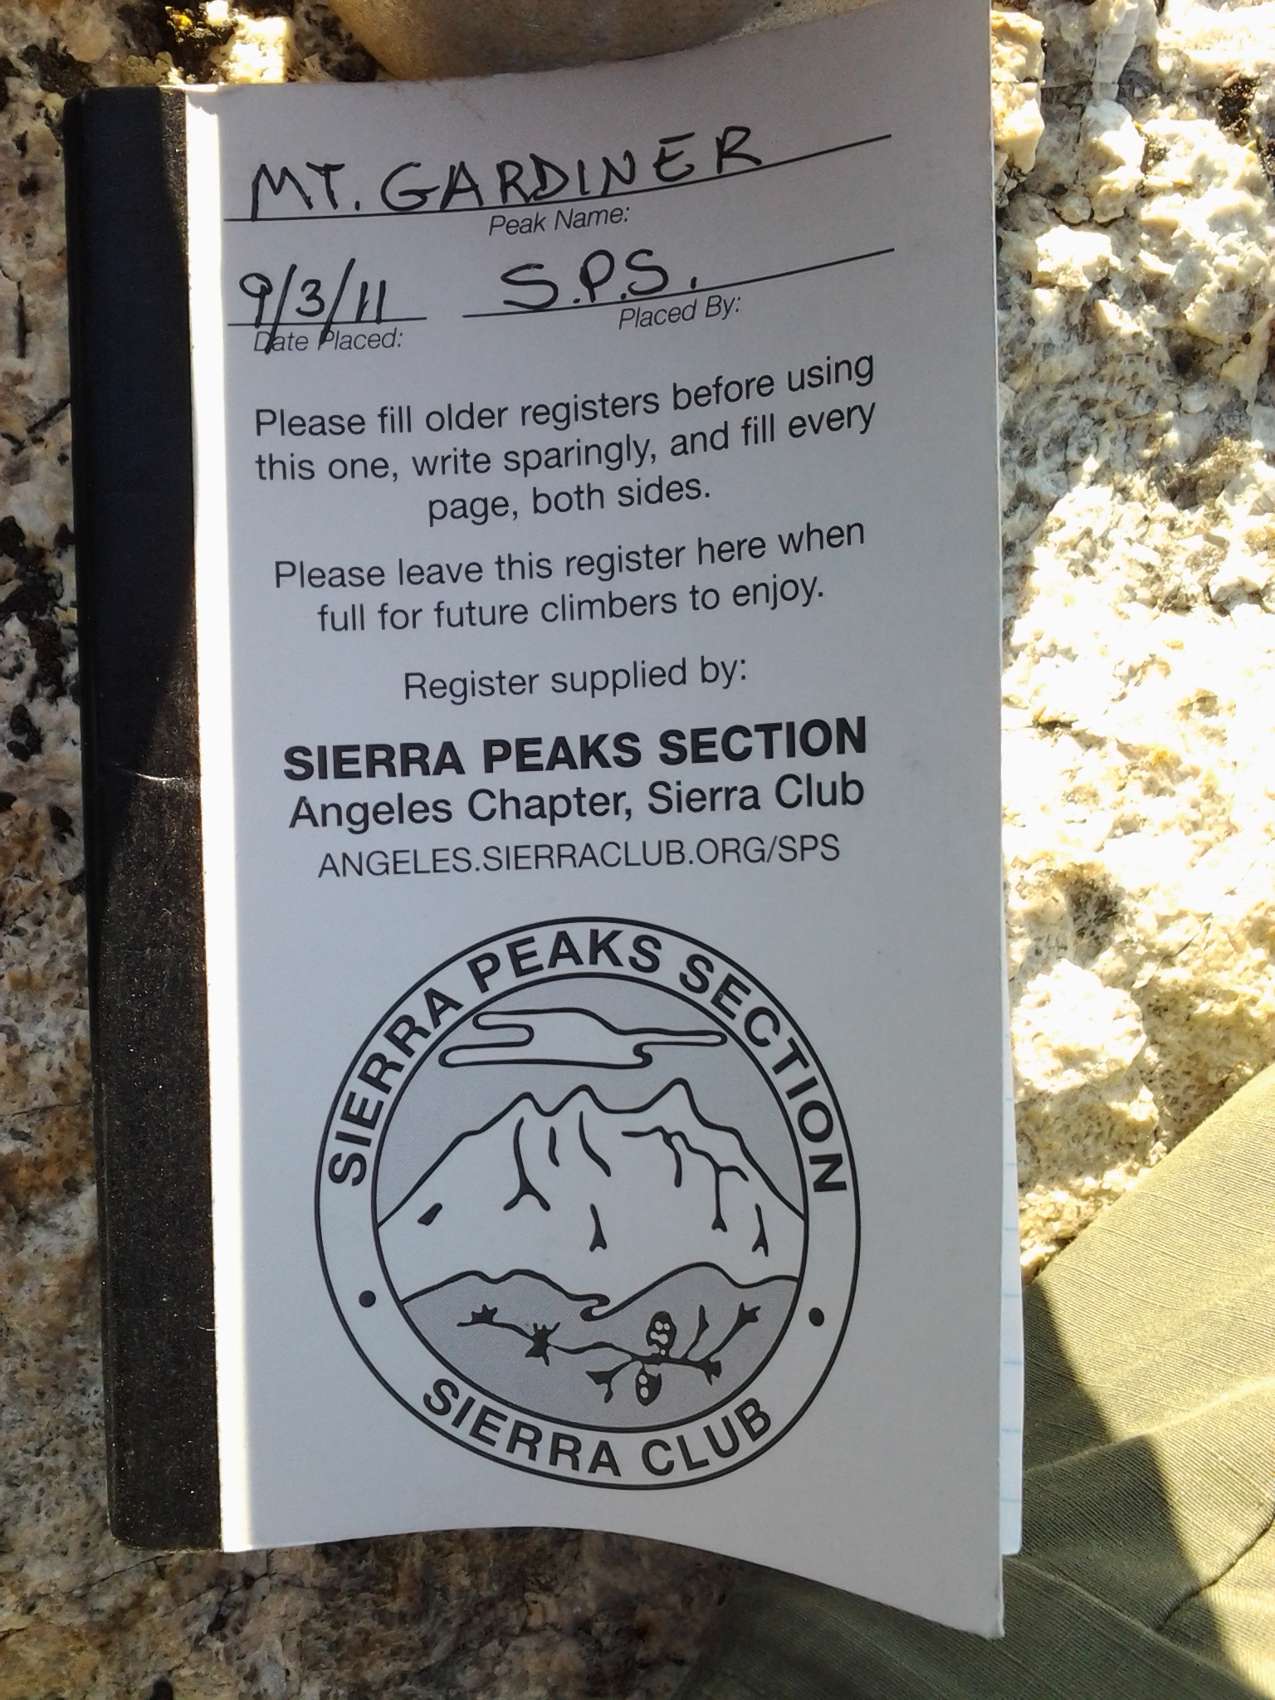 MT. GARDINER
Peak Name:
9/3/11 S.P.S.
Date Placed: Placed By:
Please fill older registers before using
this one, write sparingly, and fill every
page, both sides.
Please leave this register here when
full for future climbers to enjoy.
Register supplied by:
SIERRA PEAKS SECTION
Angeles Chapter, Sierra Club
ANGELES.SIERRACLUB.ORG/SPS
SIERRA PEAKS SECTION
SIERRA CLUB